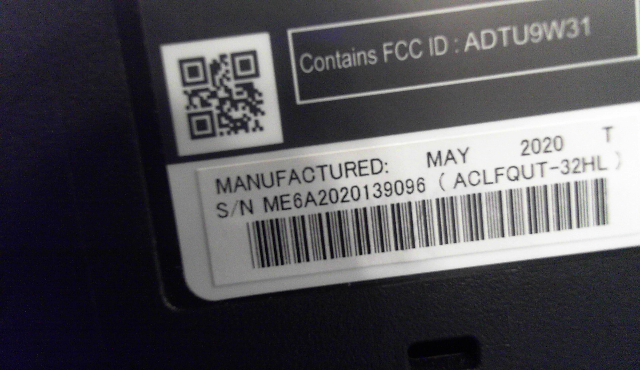 Contains FCC ID : ADTU9W31
MANUFACTURED: MAY 2020 T
S/N ME6A2020139096 ( ACLFQUT-32HL )